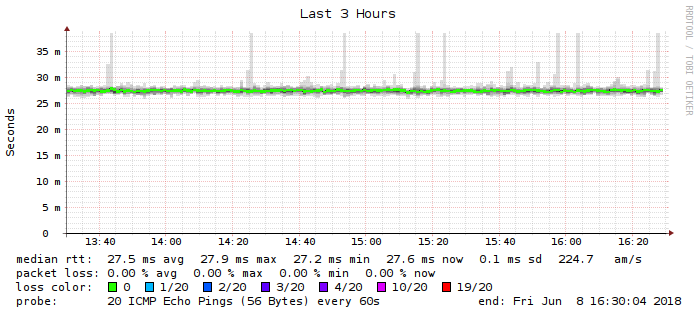 Last 3 Hours
RRDTOOL / TOBI OETIKER
Seconds
35 m
30 m
25 m
20 m
15 m
10 m
5 m
0
13:40 14:00 14:20 14:40 15:00 15:20 15:40 16:00 16:20
median rtt: 27.5 ms avg 27.9 ms max 27.2 ms min 27.6 ms now 0.1 ms sd 224.7 am/s
packet loss: 0.00 % avg 0.00 % max 0.00 % min 0.00 % now
loss color: 0 1/20 2/20 3/20 4/20 10/20 19/20
probe: 20 ICMP Echo Pings (56 Bytes) every 60s end: Fri Jun 8 16:30:04 2018